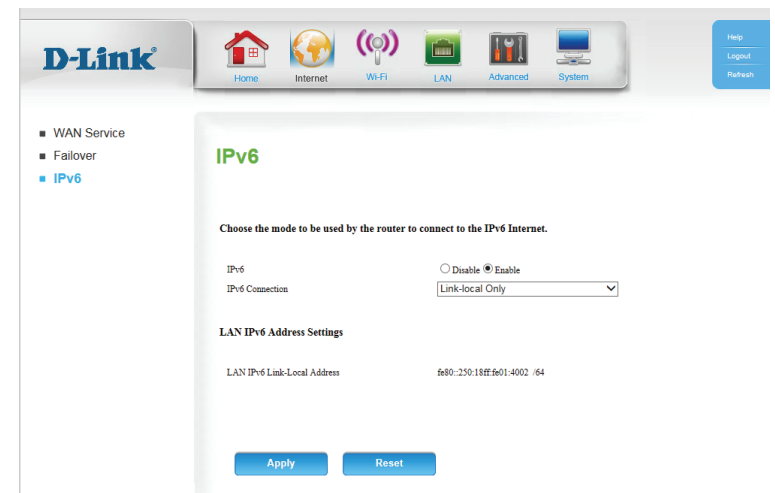 D-Link®
Home Internet Wi-Fi LAN Advanced System
Help
Logout
Refresh
WAN Service
Failover
IPv6
IPv6
Choose the mode to be used by the router to connect to the IPv6 Internet.
IPv6 Disable Enable
IPv6 Connection Link-local Only
LAN IPv6 Address Settings
LAN IPv6 Link-Local Address fe80::250:18ff:fe01:4002 /64
Apply Reset